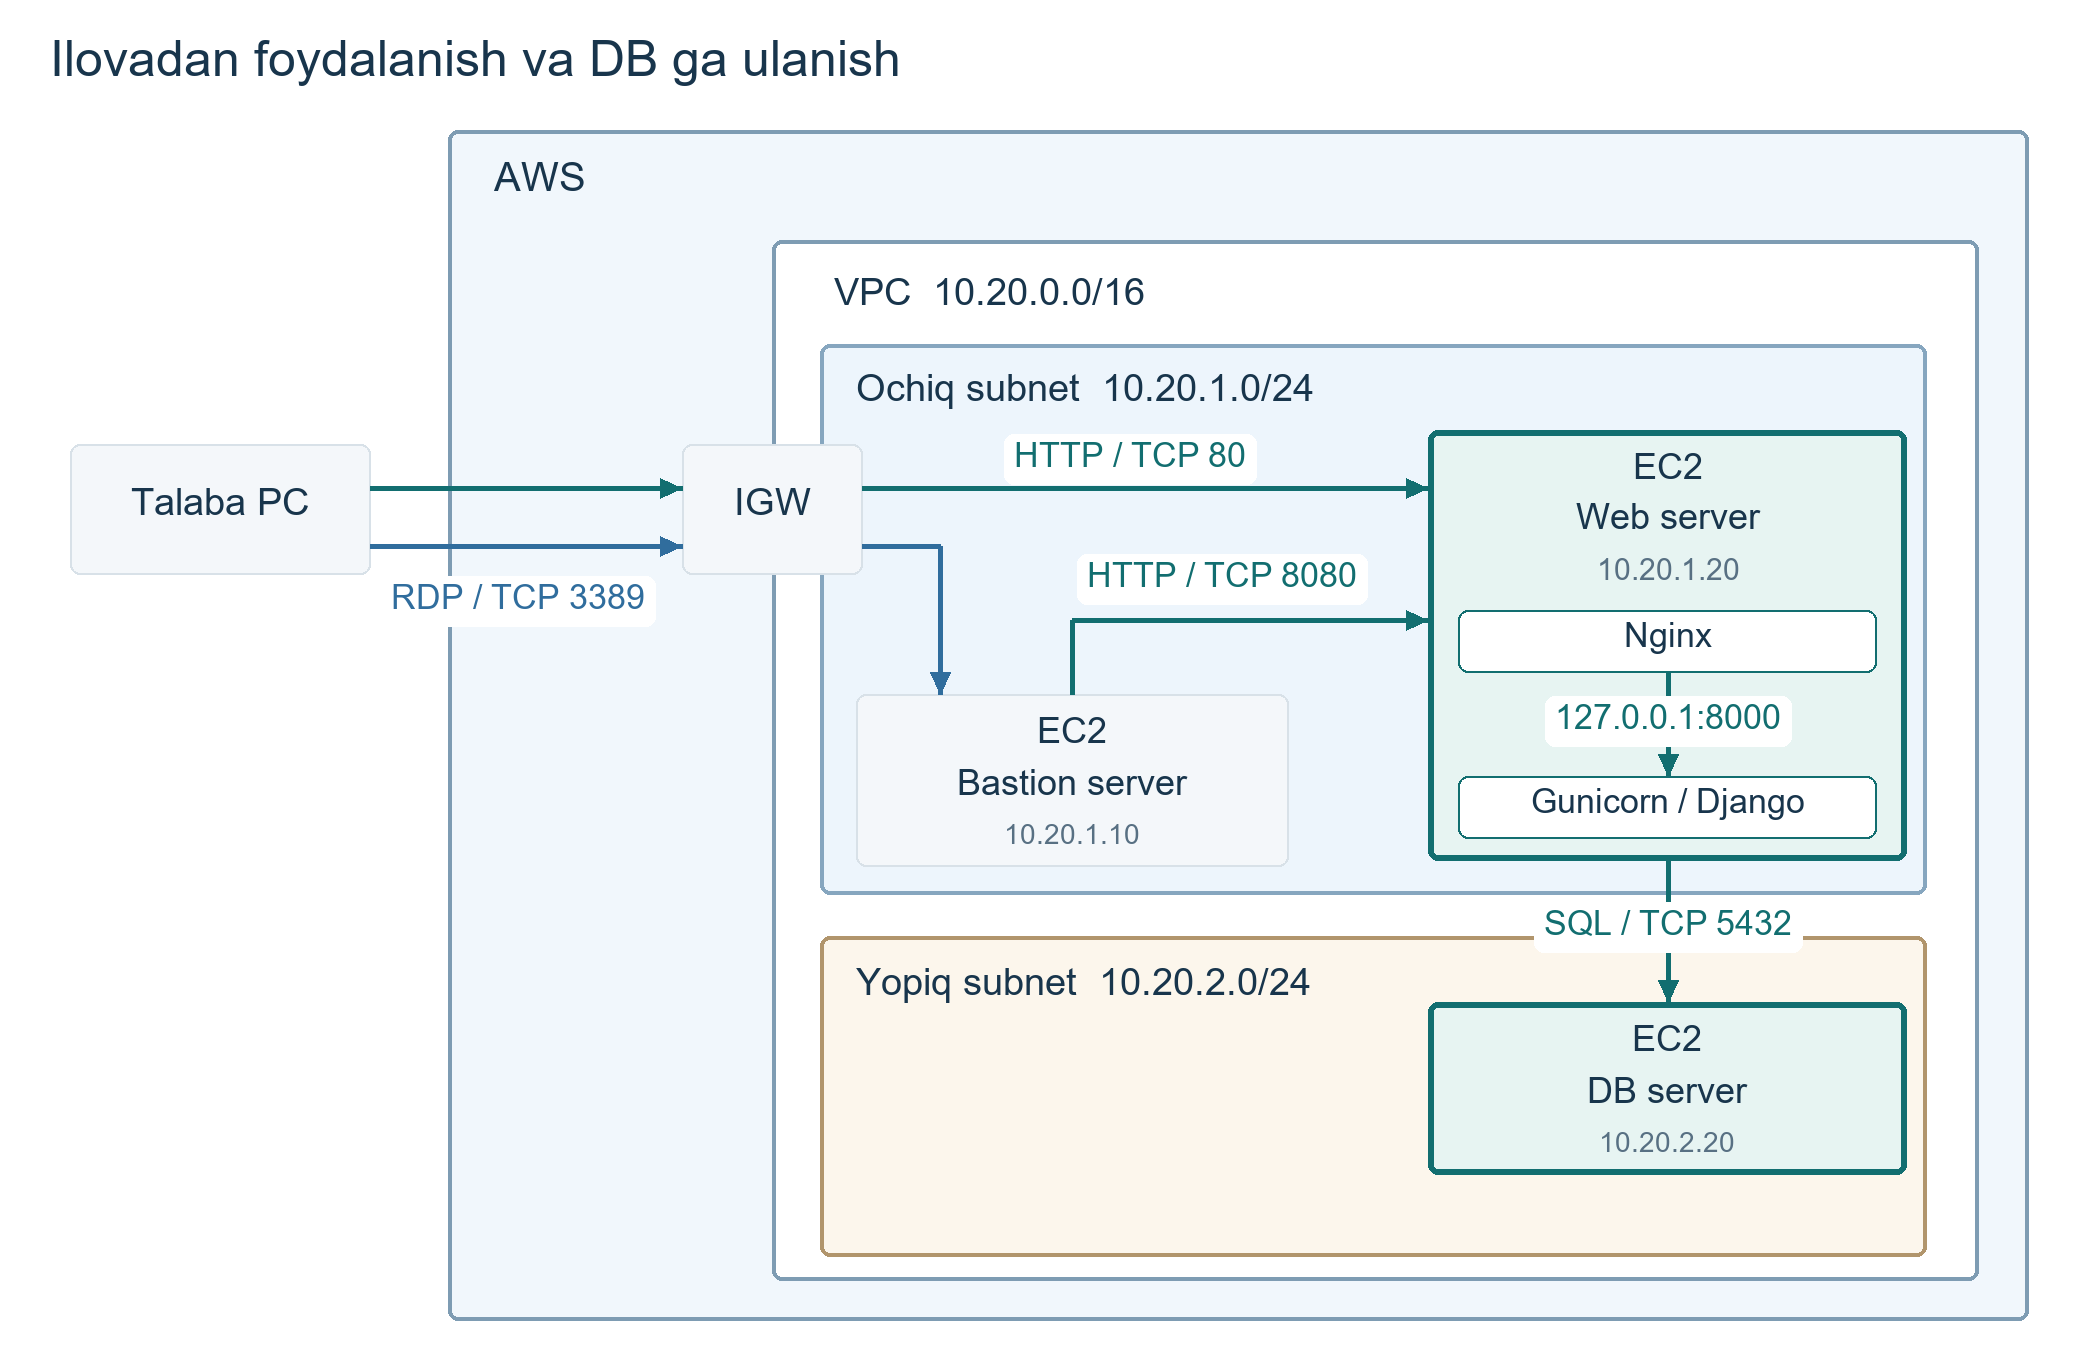 Ilovadan foydalanish va DB ga ulanish
AWS
VPC  10.20.0.0/16
Ochiq subnet  10.20.1.0/24
Talaba PC
IGW
RDP / TCP 3389
HTTP / TCP 80
HTTP / TCP 8080
EC2
Web server
10.20.1.20
Nginx
127.0.0.1:8000
Gunicorn / Django
EC2
Bastion server
10.20.1.10
SQL / TCP 5432
Yopiq subnet  10.20.2.0/24
EC2
DB server
10.20.2.20